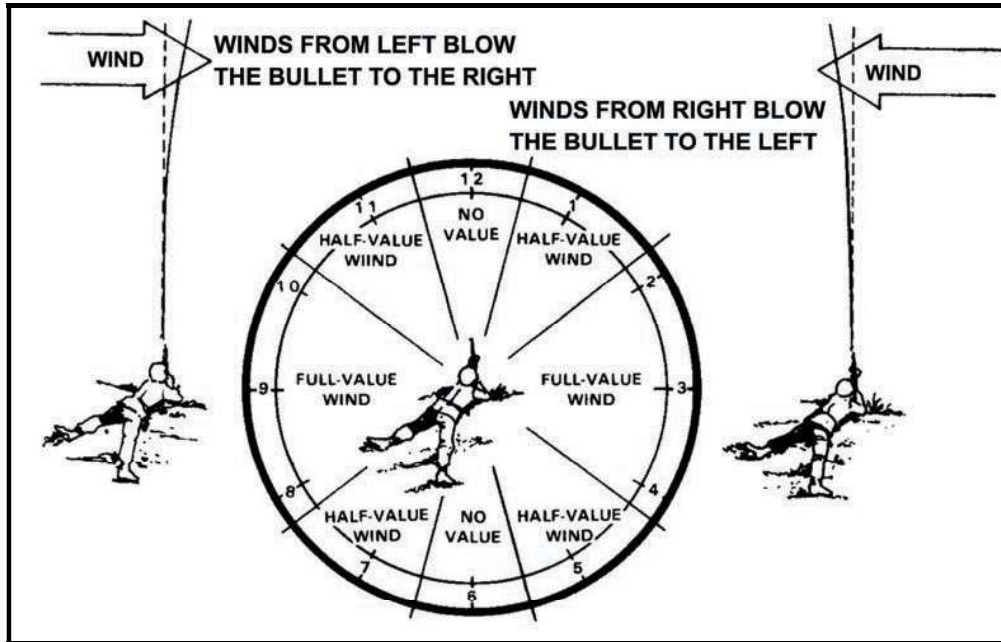 WIND
WINDS FROM LEFT BLOW
THE BULLET TO THE RIGHT
WIND
WINDS FROM RIGHT BLOW
THE BULLET TO THE LEFT
12
11
1
NO
VALUE
HALF-VALUE
WIIND
HALF-VALUE
WIND
10
2
9
FULL-VALUE
WIND
FULL-VALUE
WIND
3
8
4
HALF-VALUE
WIND
NO
VALUE
HALF-VALUE
WIND
7
5
6